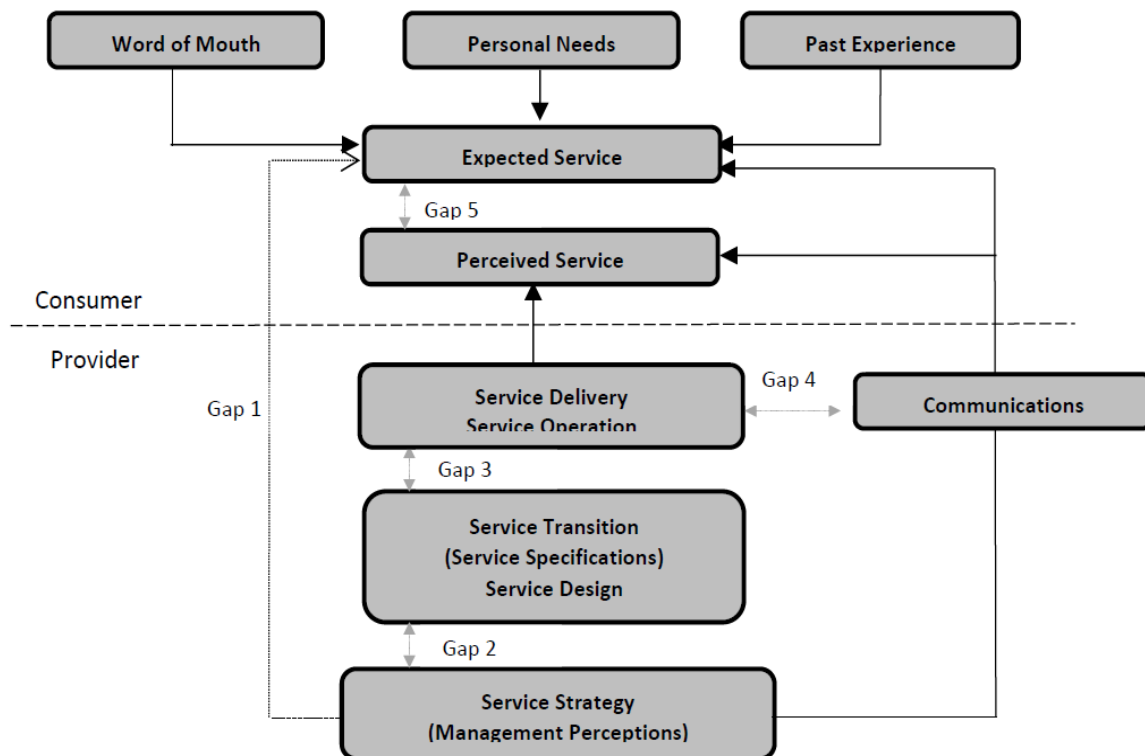 Word of Mouth
Personal Needs
Past Experience
Expected Service
Gap 5
Perceived Service
Consumer
Provider
Gap 4
Service Delivery
Service Operation
Communications
Gap 1
Gap 3
Service Transition
(Service Specifications)
Service Design
Gap 2
Service Strategy
(Management Perceptions)